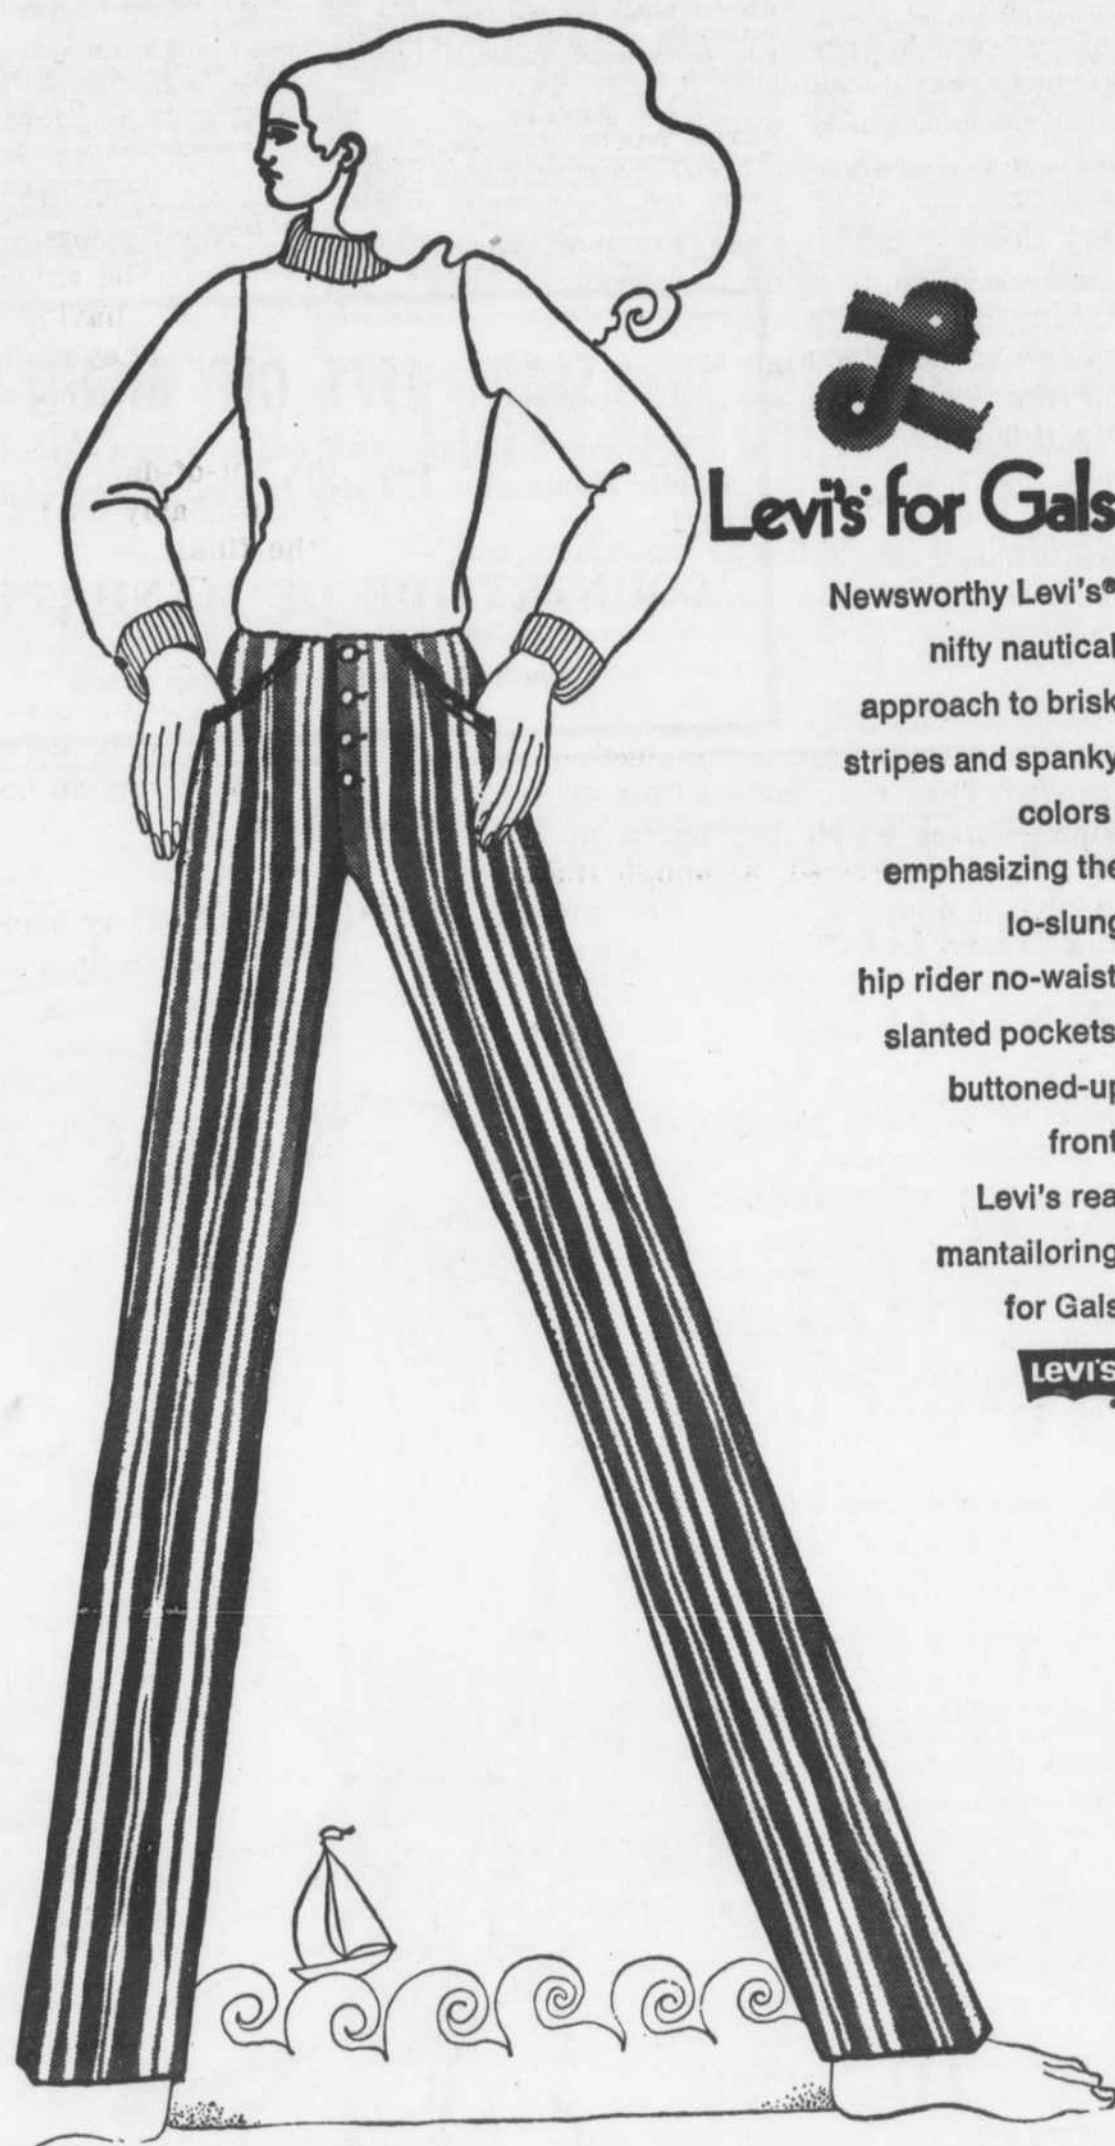 Levi's for Gals
Newsworthy Levi's®
nifty nautical
approach to brisk
stripes and spanky
colors
emphasizing the
lo-slung
hip rider no-waist
slanted pockets
buttoned-up
front
Levi's rea
mantailoring
for Gals
LEVI'S